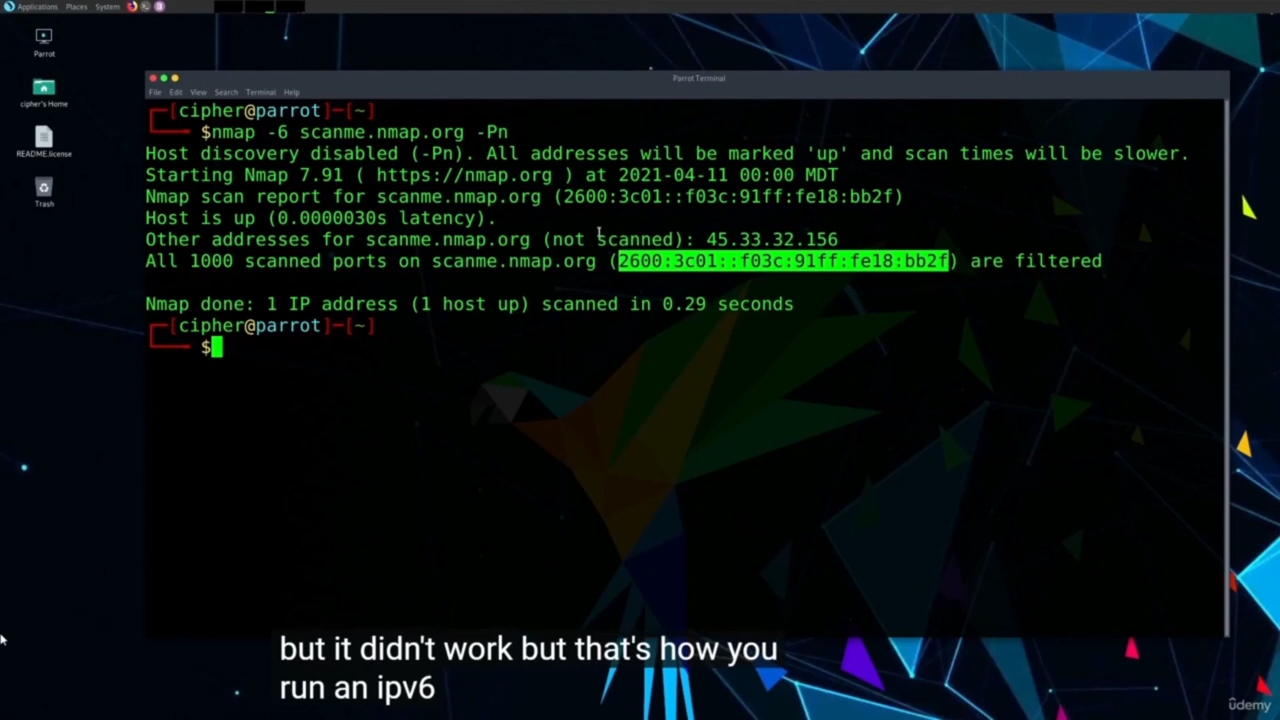 Applications Places System
Parrot
cipher's Home
README.license
Trash
Parrot Terminal
File Edit View Search Terminal Help
[cipher@parrot]-[~]
$nmap -6 scanme.nmap.org -Pn
Host discovery disabled (-Pn). All addresses will be marked 'up' and scan times will be slower.
Starting Nmap 7.91 ( https://nmap.org ) at 2021-04-11 00:00 MDT
Nmap scan report for scanme.nmap.org (2600:3c01::f03c:91ff:fe18:bb2f)
Host is up (0.0000030s latency).
Other addresses for scanme.nmap.org (not scanned): 45.33.32.156
All 1000 scanned ports on scanme.nmap.org (2600:3c01::f03c:91ff:fe18:bb2f) are filtered
Nmap done: 1 IP address (1 host up) scanned in 0.29 seconds
[cipher@parrot]-[~]
$
but it didn't work but that's how you
run an ipv6
ûdemy